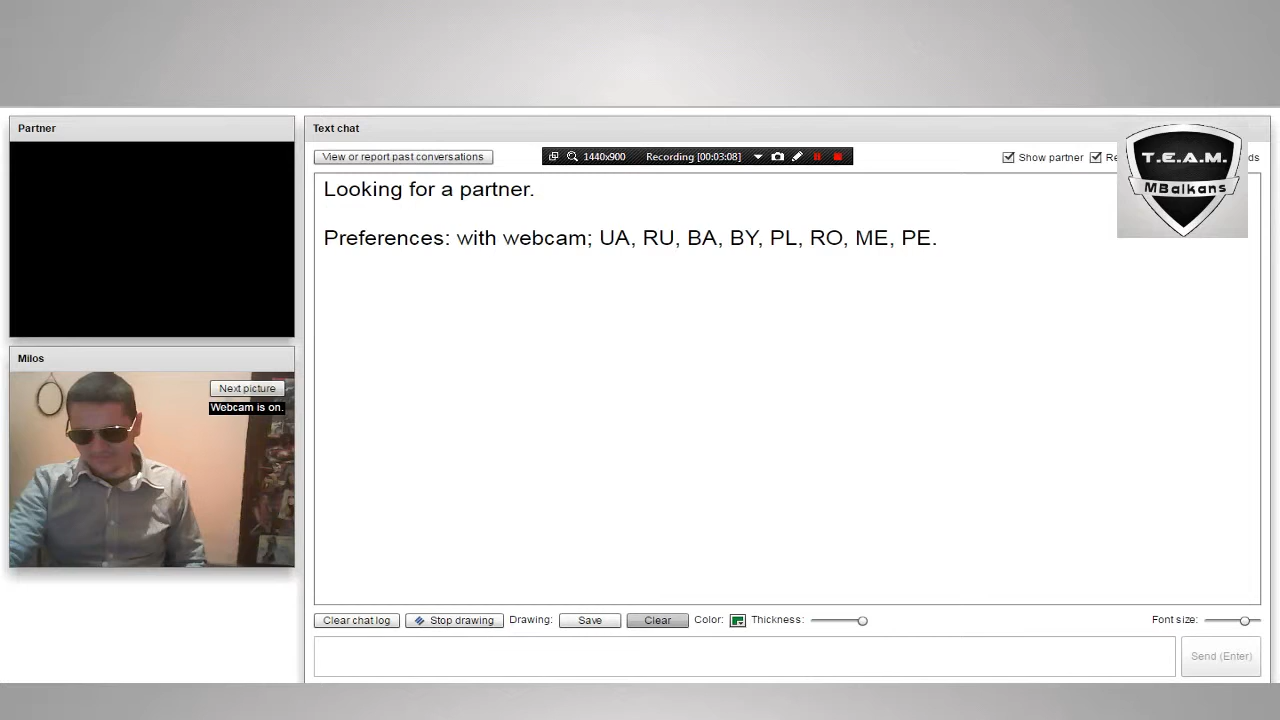 Partner
Text chat
View or report past conversations
1440x900 Recording [00:03:08]
Show partner
Re
ds
T.E.A.M.
MBalkans
Looking for a partner.
Preferences: with webcam; UA, RU, BA, BY, PL, RO, ME, PE.
Milos
Next picture
Webcam is on.
Clear chat log
Stop drawing
Drawing:
Save
Clear
Color:
Thickness:
Font size:
Send (Enter)